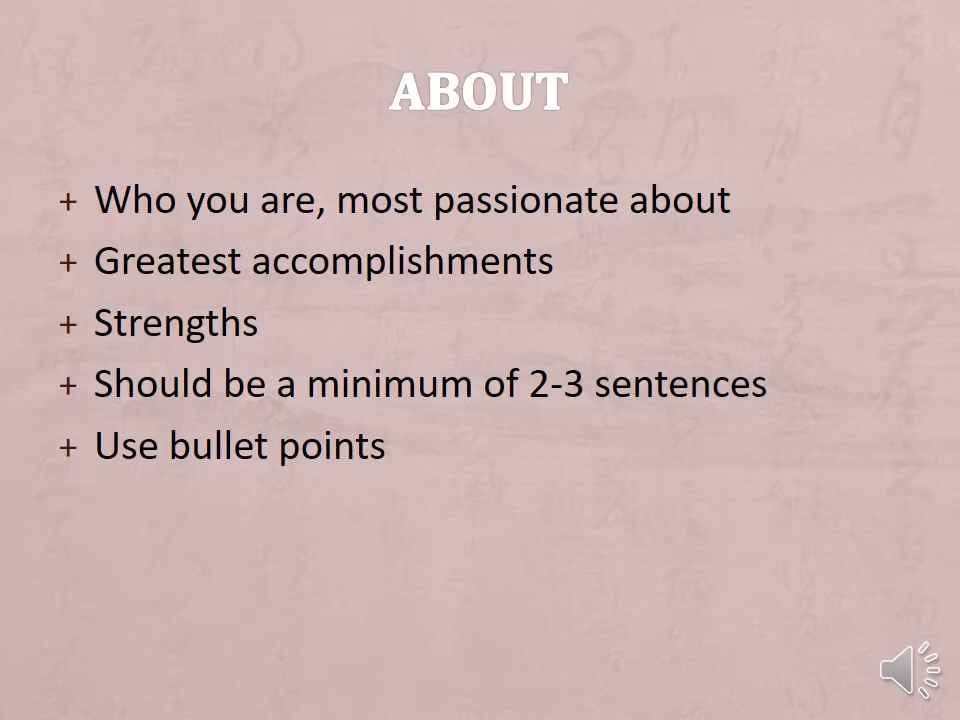 ABOUT
+ Who you are, most passionate about
+ Greatest accomplishments
+ Strengths
+ Should be a minimum of 2-3 sentences
+ Use bullet points